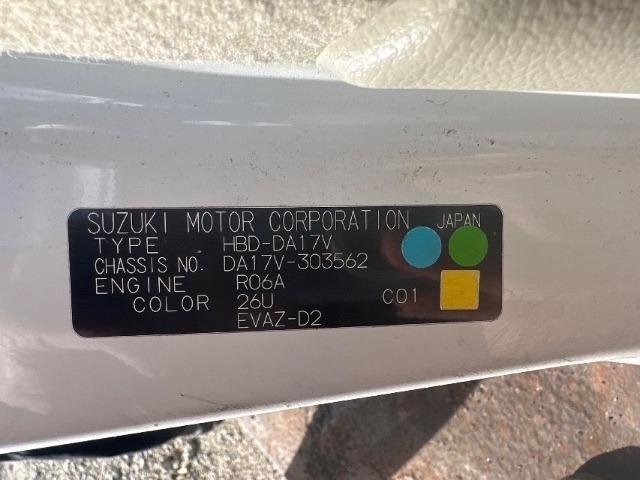 SUZUKI MOTOR CORPORATION JAPAN
TYPE HBD-DA17V
CHASSIS NO. DA17V-303562
ENGINE R06A
COLOR 26U C01
EVAZ-D2